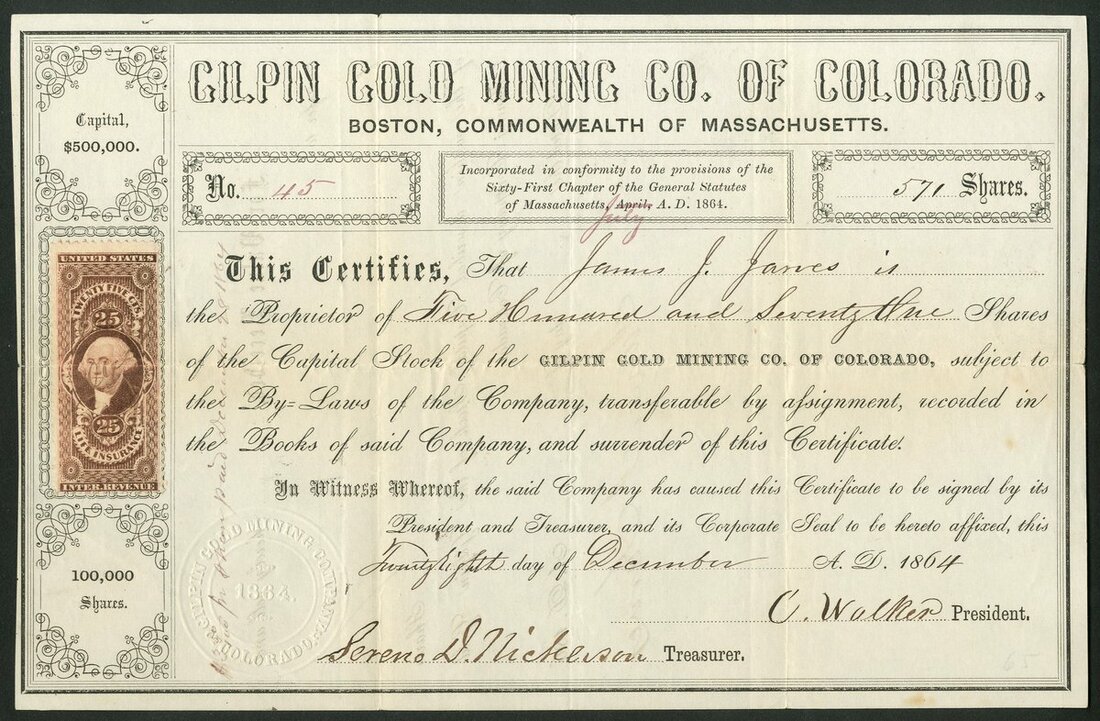 GILPIN GOLD MINING CO. OF COLORADO.
BOSTON, COMMONWEALTH OF MASSACHUSETTS.
Capital,
$500,000.
No. 45
Incorporated in conformity to the provisions of the
Sixty-First Chapter of the General Statutes
of Massachusetts, April, A. D. 1864.
July
571 Shares.
This Certifies, That James J. Jarves is
the Proprietor of Five Hundred and Seventy One Shares
of the Capital Stock of the GILPIN GOLD MINING CO. OF COLORADO, subject to
the By-Laws of the Company, transferable by assignment, recorded in
the Books of said Company, and surrender of this Certificate.
In Witness Whereof, the said Company has caused this Certificate to be signed by its
President and Treasurer, and its Corporate Seal to be hereto affixed, this
Twenty eighth day of December A. D. 1864
C. Walker President.
Sereno D. Nickerson Treasurer.
UNITED STATES
TWENTY FIVE CTS.
25
25
LIFE INSURANCE
INTER. REVENUE
100,000
Shares.
GILPIN GOLD MINING COMPANY
1864.
COLORADO
65